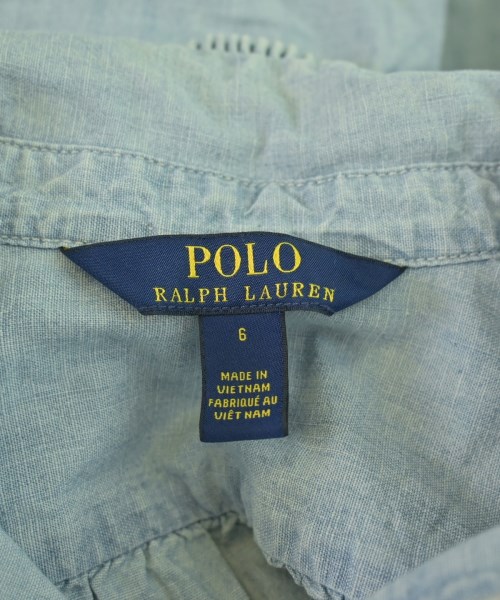 POLO
RALPH LAUREN
6
MADE IN
VIETNAM
FABRIQUÉ AU
VIÊT NAM